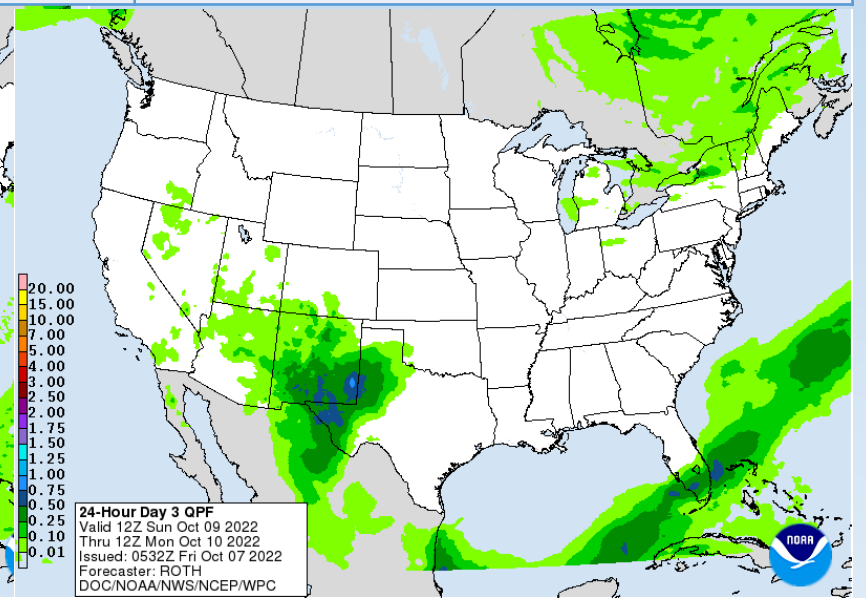 20.00
15.00
10.00
7.00
5.00
4.00
3.00
2.50
2.00
1.75
1.50
1.25
1.00
0.75
0.50
0.25
0.10
0.01
24-Hour Day 3 QPF
Valid 12Z Sun Oct 09 2022
Thru 12Z Mon Oct 10 2022
Issued: 0532Z Fri Oct 07 2022
Forecaster: ROTH
DOC/NOAA/NWS/NCEP/WPC
NOAA